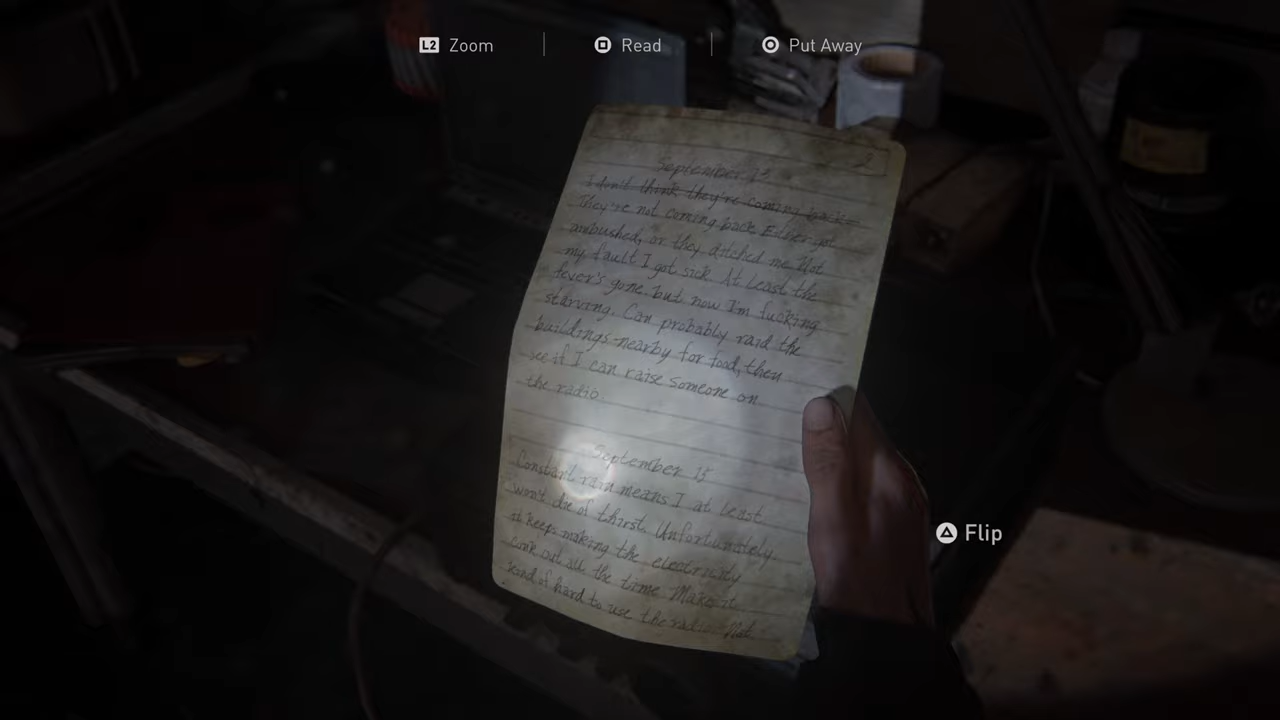 L2 Zoom
Read
Put Away
2
September 13
I don't think they're coming back
They're not coming back. Either got
ambushed, or they ditched me. Not
my fault I got sick. At least the
fever's gone, but now I'm fucking
starving. Can probably raid the
buildings nearby for food, then
see if I can raise someone on
the radio.
September 15
Constant rain means I at least
won't die of thirst. Unfortunately,
it keeps making the electricity
conk out all the time. Makes it
kind of hard to use the radio. Not
Flip